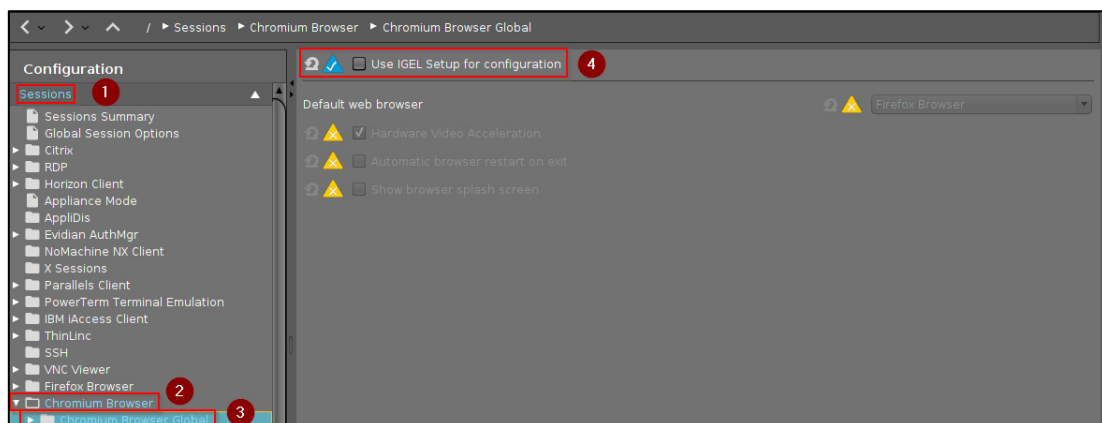 / Sessions Chromium Browser Chromium Browser Global
Configuration
Sessions 1
Sessions Summary
Global Session Options
Citrix
RDP
Horizon Client
Appliance Mode
AppliDis
Evidian AuthMgr
NoMachine NX Client
X Sessions
Parallels Client
PowerTerm Terminal Emulation
IBM iAccess Client
ThinLinc
SSH
VNC Viewer
Firefox Browser
Chromium Browser 2
Chromium Browser Global 3
Use IGEL Setup for configuration 4
Default web browser Firefox Browser
Hardware Video Acceleration
Automatic browser restart on exit
Show browser splash screen